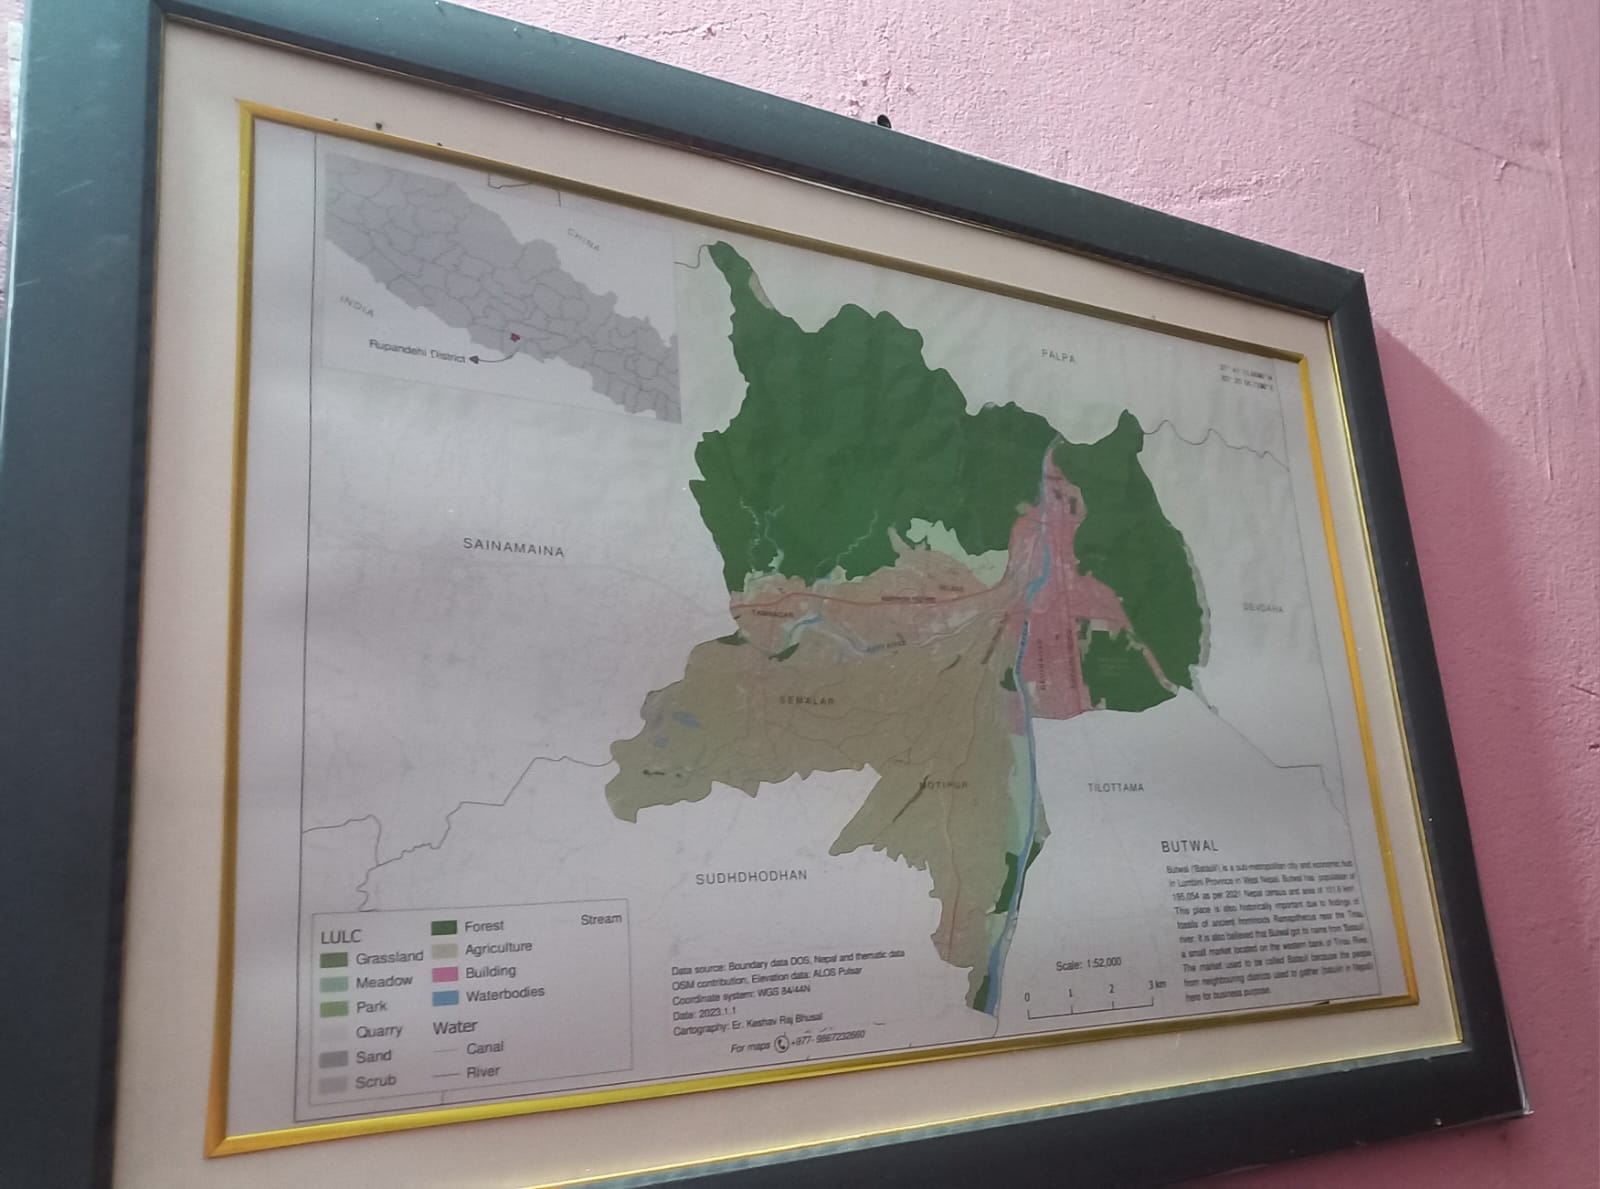 CHINA
INDIA
Rupandehi District
PALPA
SAINAMAINA
DEVDAHA
TAMNAGAR
SEMALAR
MOTIPUR
TILOTTAMA
SUDHDHODHAN
BUTWAL
Butwal ('Batauli') is a sub-metropolitan city and economic hub
in Lumbini Province in West Nepal. Butwal has population of
195,054 as per 2021 Nepal census and area of 101.6 km².
This place is also historically important due to findings of
fossils of ancient hominoids Ramapithecus near the Tinau
river. It is also believed that Butwal got its name from 'Batauli',
a small market located on the western bank of Tinau River.
The market used to be called Batauli because the people
from neighbouring districts used to gather (batulin in Nepali)
here for business purpose.
Scale: 1:52,000
0 1 2 3 km
LULC
Grassland
Meadow
Park
Quarry
Sand
Scrub
Forest
Agriculture
Building
Waterbodies
Water
Canal
River
Stream
Data source: Boundary data DOS, Nepal and thematic data
OSM contribution, Elevation data: ALOS Pulsar
Coordinate system: WGS 84/44N
Date: 2023.1.1
Cartography: Er. Keshav Raj Bhusal
For maps +977- 9867232660